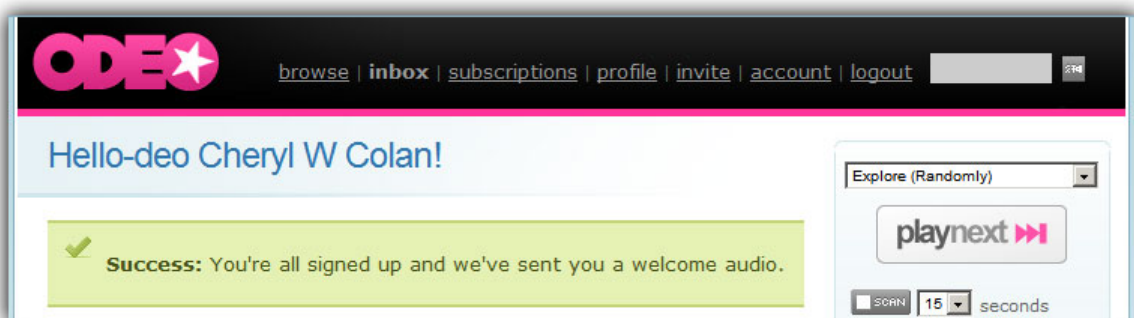 ODEO
browse | inbox | subscriptions | profile | invite | account | logout
Hello-deo Cheryl W Colan!
Explore (Randomly)
playnext
Success: You're all signed up and we've sent you a welcome audio.
SCAN 15 seconds